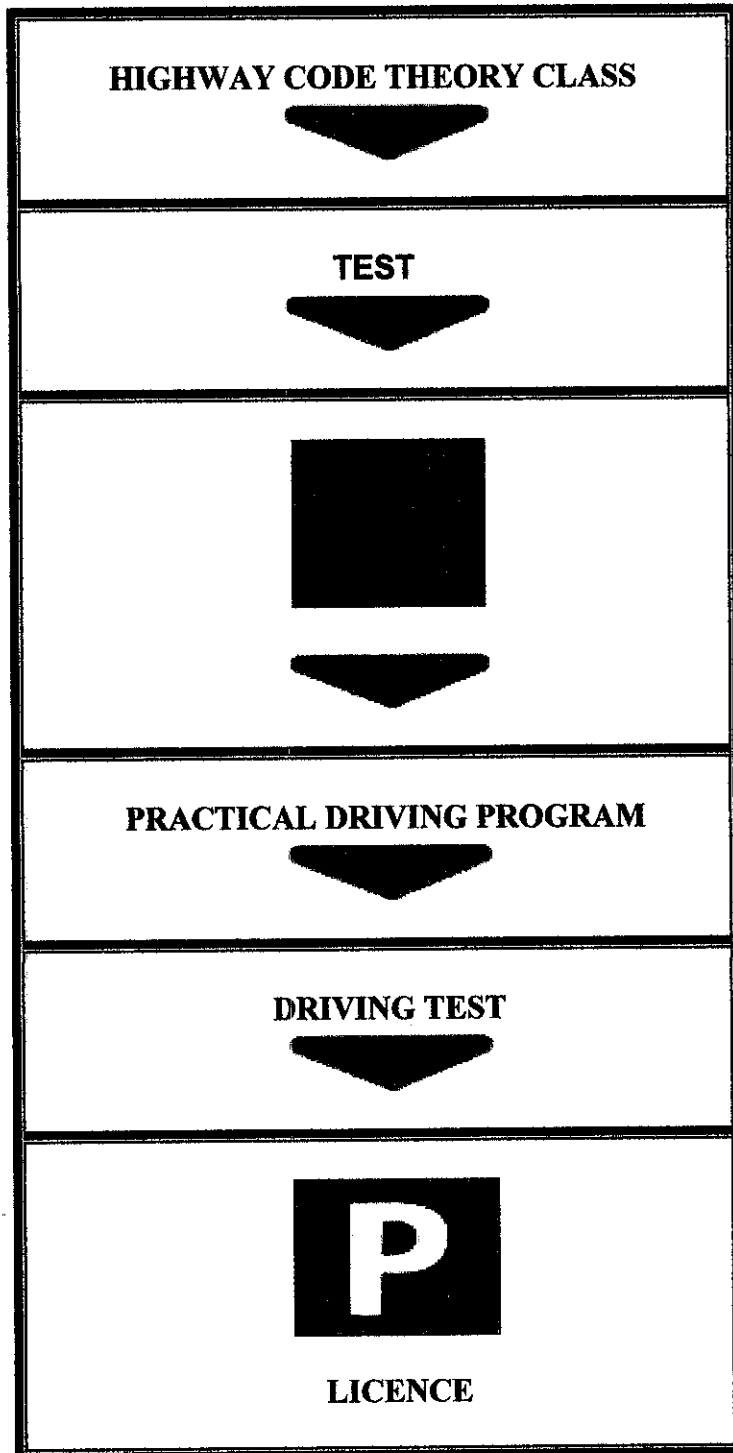 HIGHWAY CODE THEORY CLASS
TEST
PRACTICAL DRIVING PROGRAM
DRIVING TEST
P
LICENCE